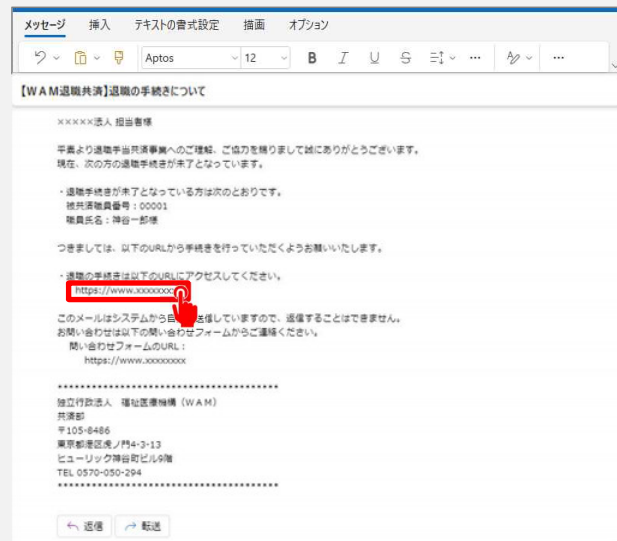 メッセージ 挿入 テキストの書式設定 描画 オプション
Aptos 12 B I U S
【WAM退職共済】退職の手続きについて
×××××法人 担当者様
平素より退職手当共済事業へのご理解、ご協力を賜りまして誠にありがとうございます。
現在、次の方の退職手続きが未了となっています。
・退職手続きが未了となっている方は次のとおりです。
被共済職員番号：00001
職員氏名：神谷一郎様
つきましては、以下のURLから手続きを行っていただくようお願いいたします。
・退職の手続きは以下のURLにアクセスしてください。
https://www.xxxxxxxx
このメールはシステムから自 送信していますので、返信することはできません。
お問い合わせは以下の問い合わせフォームからご連絡ください。
問い合わせフォームのURL：
https://www.xxxxxxxx
****************************************
独立行政法人 福祉医療機構（WAM）
共済部
〒105-8486
東京都港区虎ノ門4-3-13
ヒューリック神谷町ビル9階
TEL 0570-050-294
****************************************
返信 転送